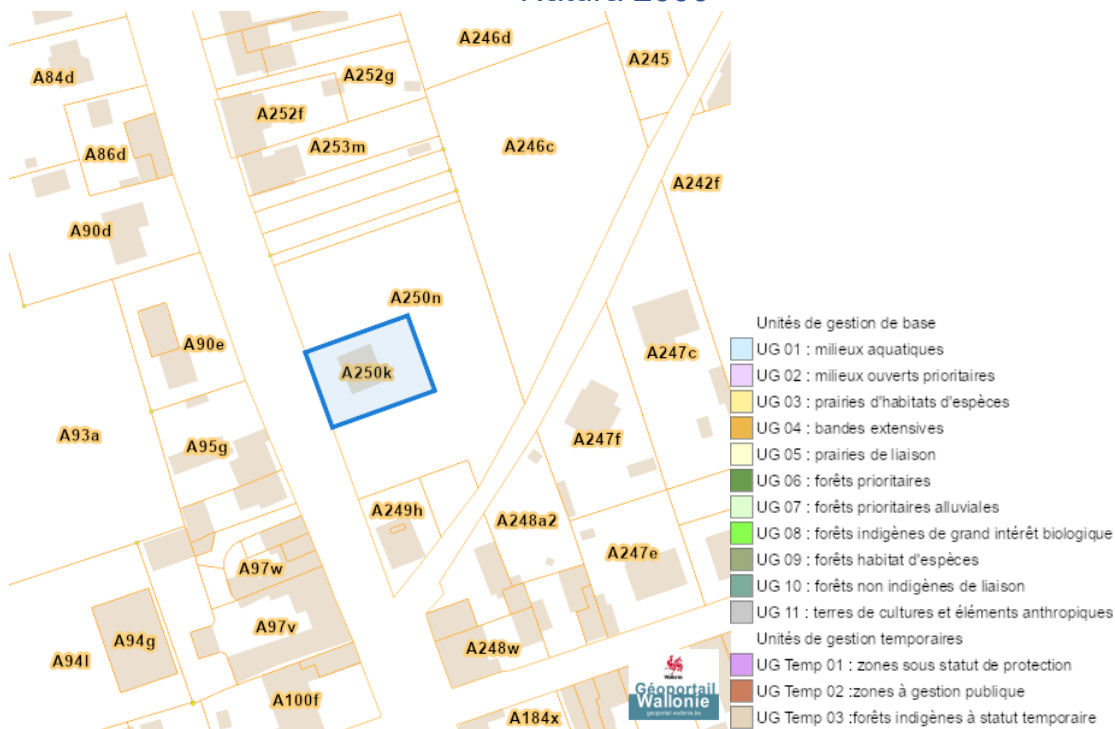 Natura 2000
A246d
A245
A84d
A252g
A252f
A86d
A253m
A246c
A242f
A90d
A250n
A90e
A250k
A247c
A93a
A95g
A247f
A249h
A248a2
A97w
A247e
A94g
A97v
A94l
A248w
A100f
A184x
Wallonie
Géoportail
Wallonie
geoportail.wallonie.be
Unités de gestion de base
UG 01 : milieux aquatiques
UG 02 : milieux ouverts prioritaires
UG 03 : prairies d'habitats d'espèces
UG 04 : bandes extensives
UG 05 : prairies de liaison
UG 06 : forêts prioritaires
UG 07 : forêts prioritaires alluviales
UG 08 : forêts indigènes de grand intérêt biologique
UG 09 : forêts habitat d'espèces
UG 10 : forêts non indigènes de liaison
UG 11 : terres de cultures et éléments anthropiques
Unités de gestion temporaires
UG Temp 01 : zones sous statut de protection
UG Temp 02 :zones à gestion publique
UG Temp 03 :forêts indigènes à statut temporaire